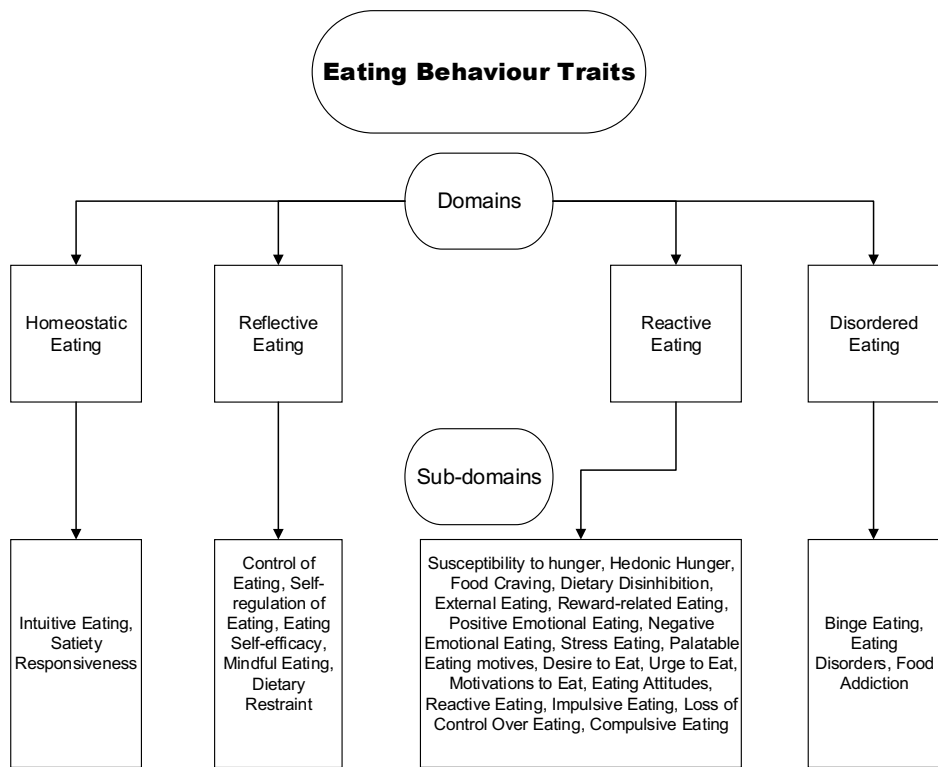 Eating Behaviour Traits
Domains
Homeostatic
Eating
Reflective
Eating
Reactive
Eating
Disordered
Eating
Sub-domains
Intuitive Eating,
Satiety
Responsiveness
Control of
Eating, Self-
regulation of
Eating, Eating
Self-efficacy,
Mindful Eating,
Dietary
Restraint
Susceptibility to hunger, Hedonic Hunger,
Food Craving, Dietary Disinhibition,
External Eating, Reward-related Eating,
Positive Emotional Eating, Negative
Emotional Eating, Stress Eating, Palatable
Eating motives, Desire to Eat, Urge to Eat,
Motivations to Eat, Eating Attitudes,
Reactive Eating, Impulsive Eating, Loss of
Control Over Eating, Compulsive Eating
Binge Eating,
Eating
Disorders, Food
Addiction